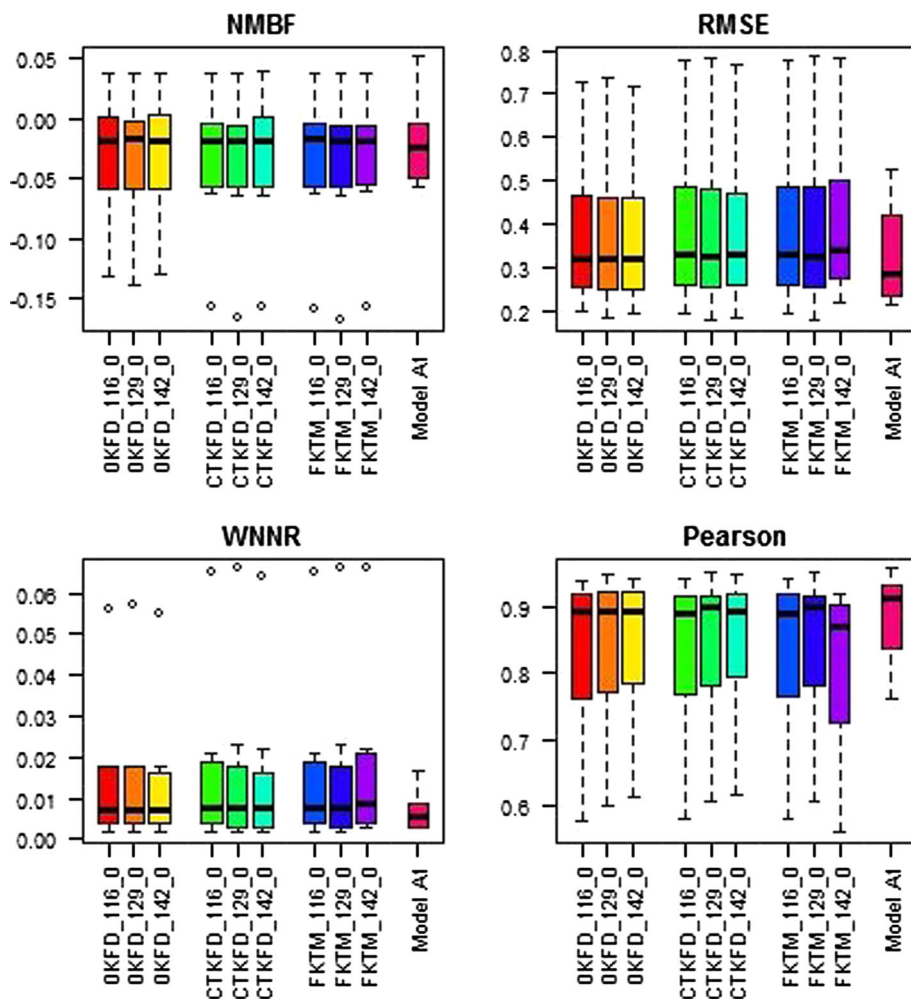 NMBF
0.05
0.00
-0.05
-0.10
-0.15
0KFD_116_0
0KFD_129_0
0KFD_142_0
CTKFD_116_0
CTKFD_129_0
CTKFD_142_0
FKTM_116_0
FKTM_129_0
FKTM_142_0
Model A1
RMSE
0.8
0.7
0.6
0.5
0.4
0.3
0.2
0KFD_116_0
0KFD_129_0
0KFD_142_0
CTKFD_116_0
CTKFD_129_0
CTKFD_142_0
FKTM_116_0
FKTM_129_0
FKTM_142_0
Model A1
WNNR
0.06
0.05
0.04
0.03
0.02
0.01
0.00
0KFD_116_0
0KFD_129_0
0KFD_142_0
CTKFD_116_0
CTKFD_129_0
CTKFD_142_0
FKTM_116_0
FKTM_129_0
FKTM_142_0
Model A1
Pearson
0.9
0.8
0.7
0.6
0KFD_116_0
0KFD_129_0
0KFD_142_0
CTKFD_116_0
CTKFD_129_0
CTKFD_142_0
FKTM_116_0
FKTM_129_0
FKTM_142_0
Model A1